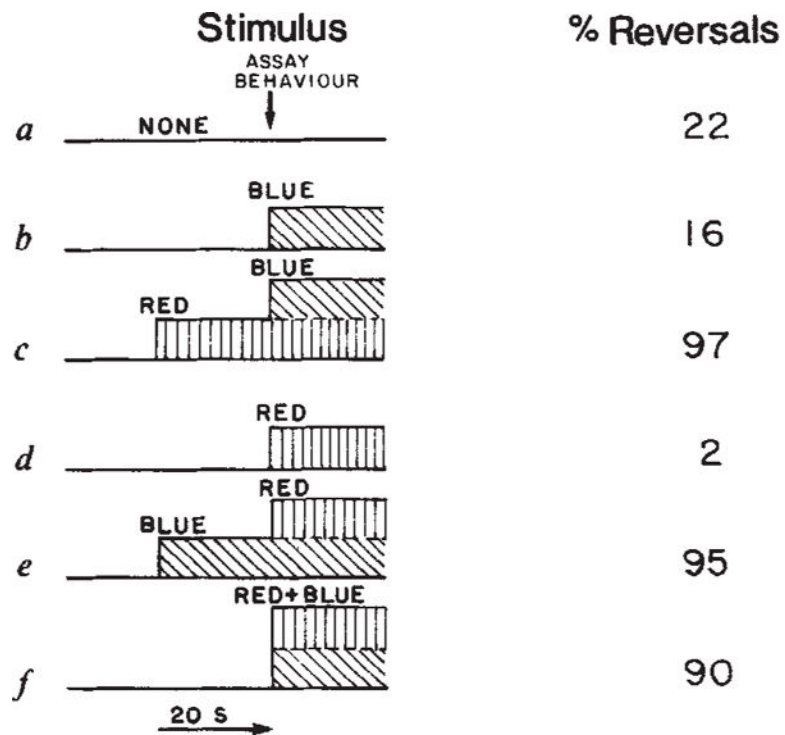 Stimulus % Reversals
ASSAY
BEHAVIOUR
a NONE 22
BLUE
b 16
BLUE
RED
c 97
RED
d 2
RED
BLUE
e 95
RED+BLUE
f 90
20 S